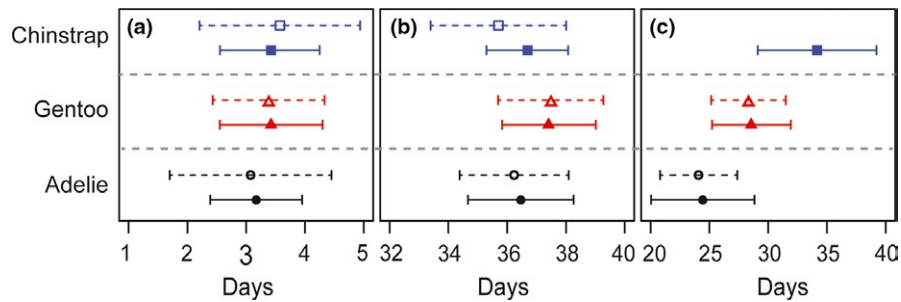 Chinstrap (a) (b) (c)
Gentoo
Adelie
1 2 3 4 5 32 34 36 38 40 20 25 30 35 40
Days Days Days